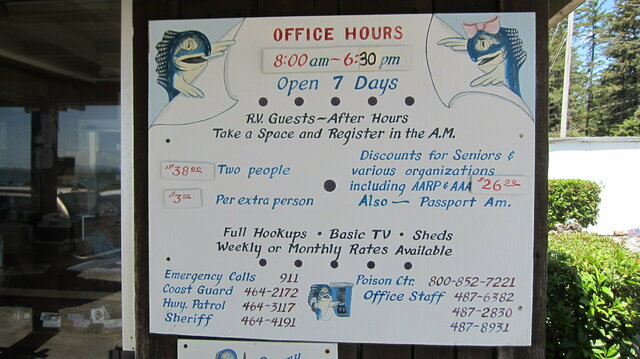 OFFICE HOURS
8:00 am ~ 6:30 pm
Open 7 Days
R.V. Guests ~ After Hours
Take a Space and Register in the A.M.
$38.00 Two people
$3.00 Per extra person
Discounts for Seniors &
various organizations
including AARP & AAA $26.00
Also — Passport Am.
Full Hookups • Basic TV • Sheds
Weekly or Monthly Rates Available
Emergency Calls 911
Coast Guard 464-2172
Hwy. Patrol 464-3117
Sheriff 464-4191
Poison Ctr. 800-852-7221
Office Staff 487-6382
487-2830
487-8931